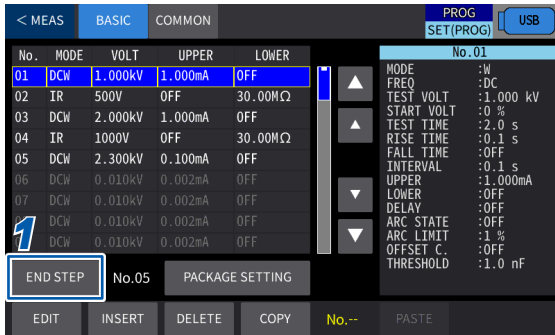 < MEAS BASIC COMMON PROG SET(PROG) USB
No. MODE VOLT UPPER LOWER
01 DCW 1.000kV 1.000mA OFF
02 IR 500V OFF 30.00MΩ
03 DCW 2.000kV 1.000mA OFF
04 IR 1000V OFF 30.00MΩ
05 DCW 2.300kV 0.100mA OFF
06 DCW 0.010kV 0.002mA OFF
07 DCW 0.010kV 0.002mA OFF
DCW 0.010kV 0.002mA OFF
DCW 0.010kV 0.002mA OFF
1
END STEP No.05 PACKAGE SETTING
No.01
MODE :W
FREQ :DC
TEST VOLT :1.000 kV
START VOLT :0 %
TEST TIME :2.0 s
RISE TIME :0.1 s
FALL TIME :OFF
INTERVAL :0.1 s
UPPER :1.000mA
LOWER :OFF
DELAY :OFF
ARC STATE :OFF
ARC LIMIT :1 %
OFFSET C. :OFF
THRESHOLD :1.0 nF
EDIT INSERT DELETE COPY No.-- PASTE